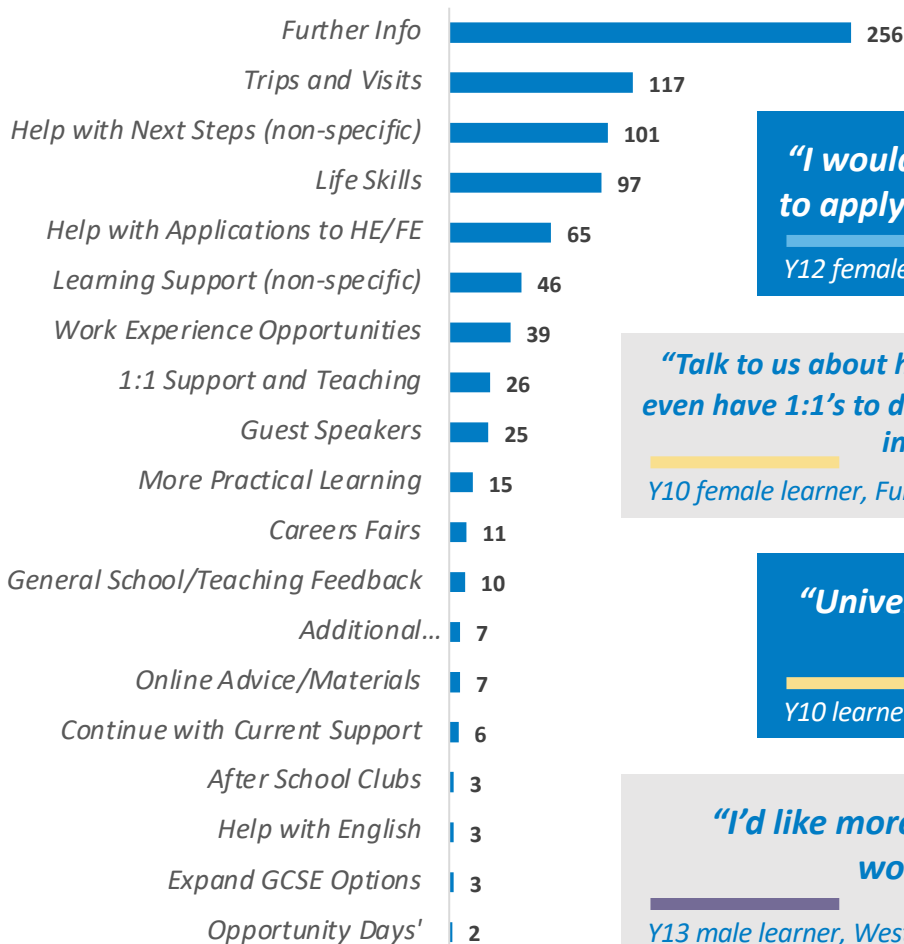 Further Info 256
Trips and Visits 117
Help with Next Steps (non-specific) 101
Life Skills 97
Help with Applications to HE/FE 65
Learning Support (non-specific) 46
Work Experience Opportunities 39
1:1 Support and Teaching 26
Guest Speakers 25
More Practical Learning 15
Careers Fairs 11
General School/Teaching Feedback 10
Additional... 7
Online Advice/Materials 7
Continue with Current Support 6
After School Clubs 3
Help with English 3
Expand GCSE Options 3
Opportunity Days' 2
“I would
to apply
Y12 female
“Talk to us about h
even have 1:1’s to d
in
Y10 female learner, Fu
“Unive
Y10 learne
“I’d like more
wo
Y13 male learner, West